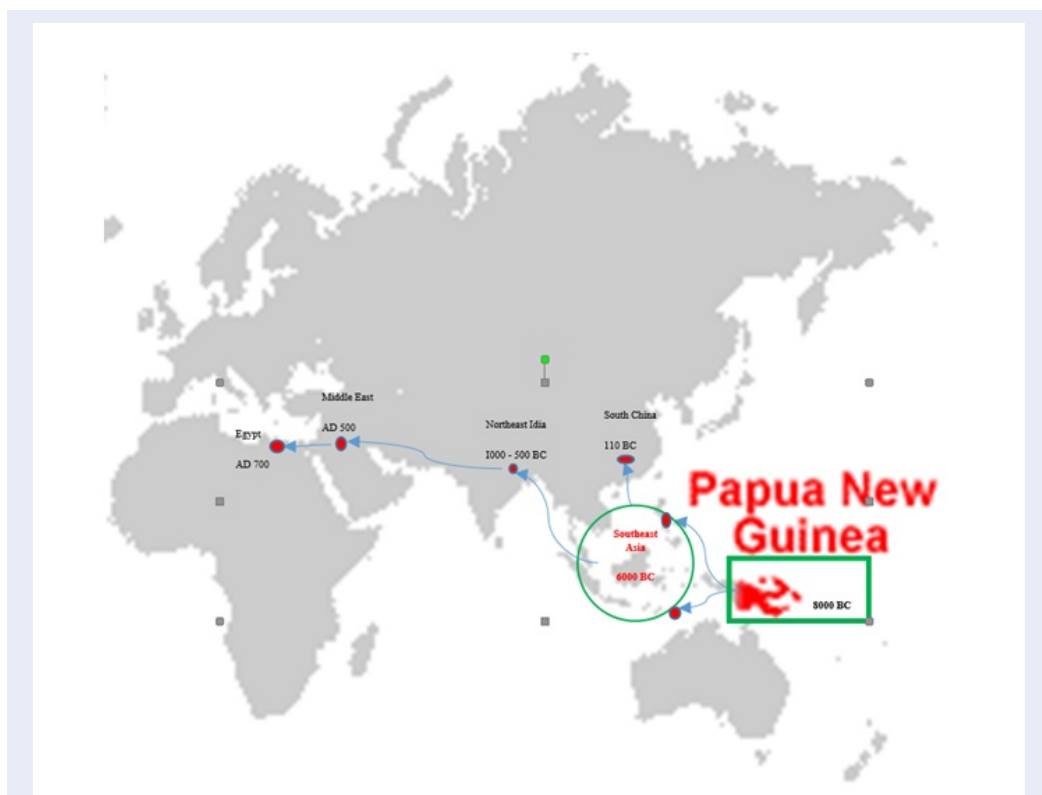 Middle East
AD 500
Egypt
AD 700
Northeast Idia
1000 - 500 BC
South China
110 BC
Papua New
Guinea
Southeast
Asia
6000 BC
8000 BC